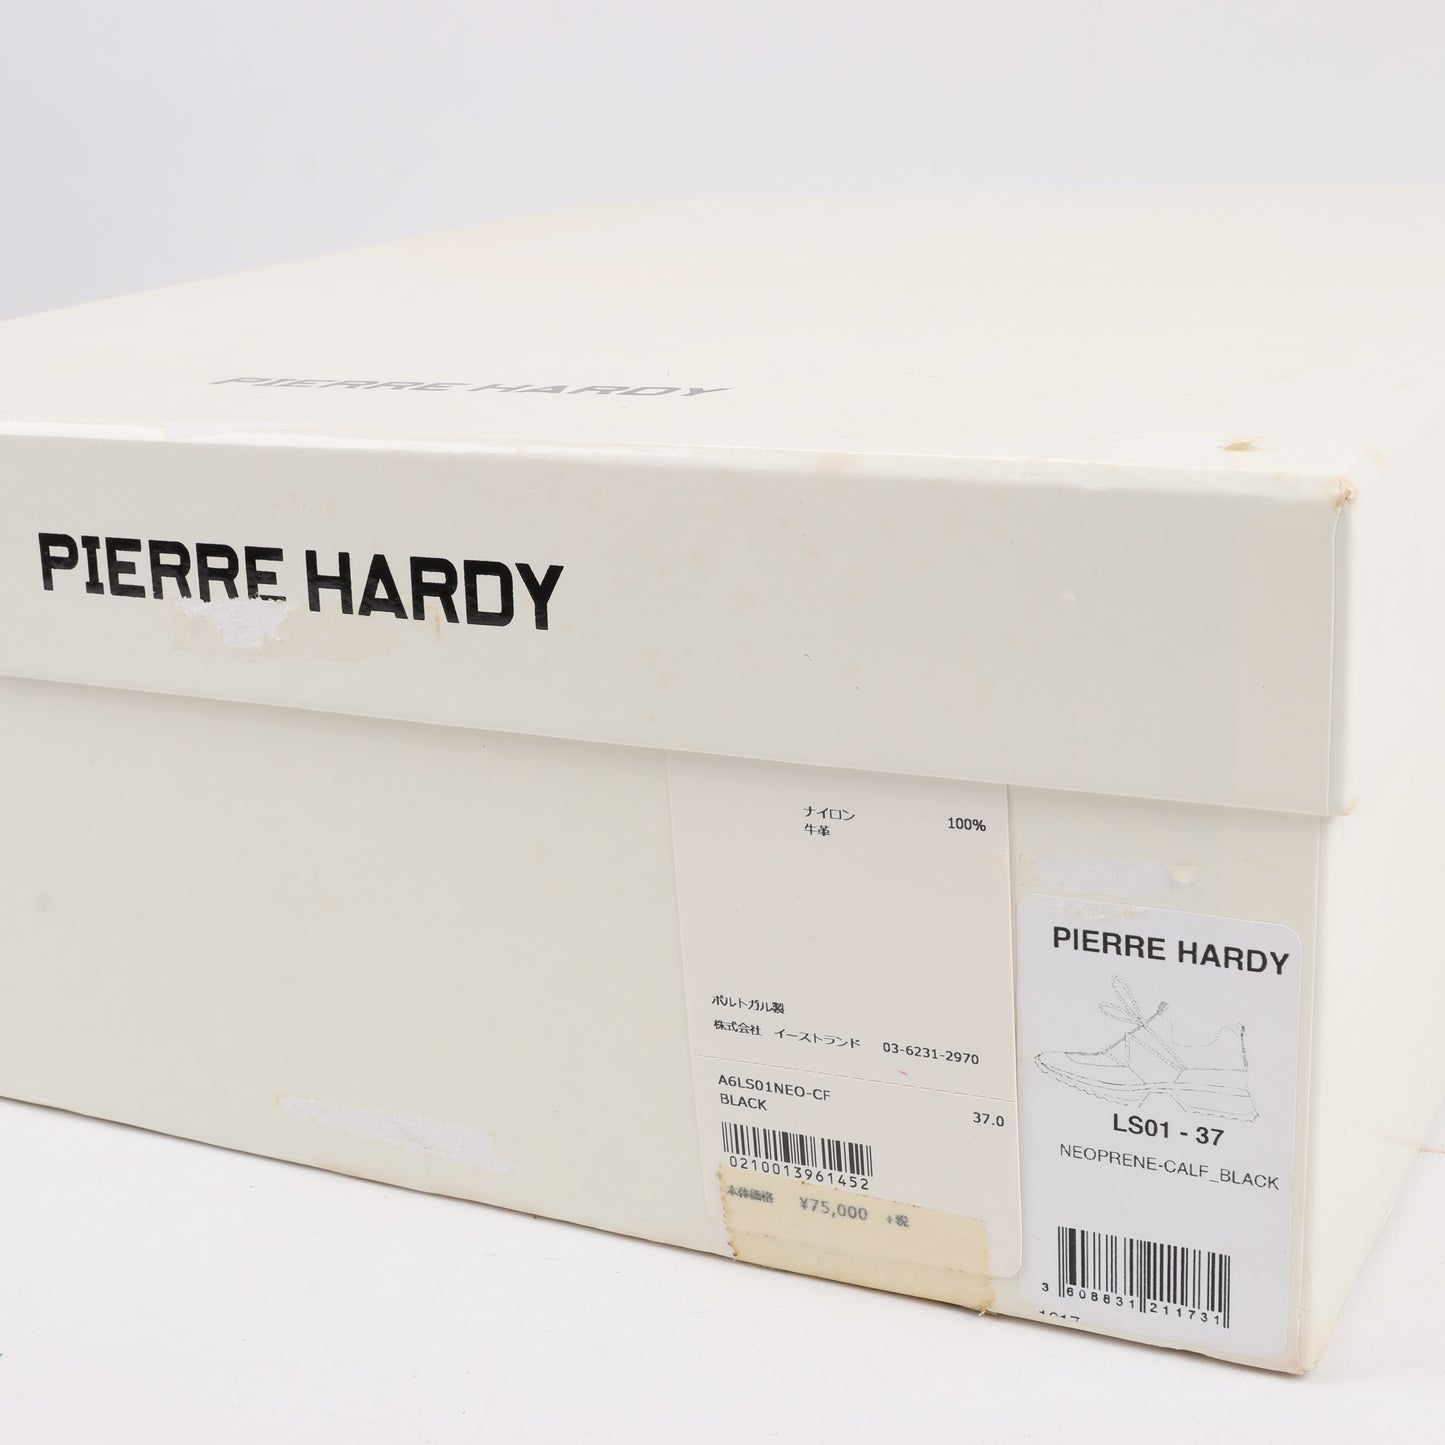 PIERRE HARDY
PIERRE HARDY
ナイロン 100%
牛革
ポルトガル製
株式会社 イーストランド 03-6231-2970
A6LS01NEO-CF
BLACK 37.0
0210013961452
本体価格 ¥75,000 +税
PIERRE HARDY
LS01 - 37
NEOPRENE-CALF_BLACK
3 608831 211731